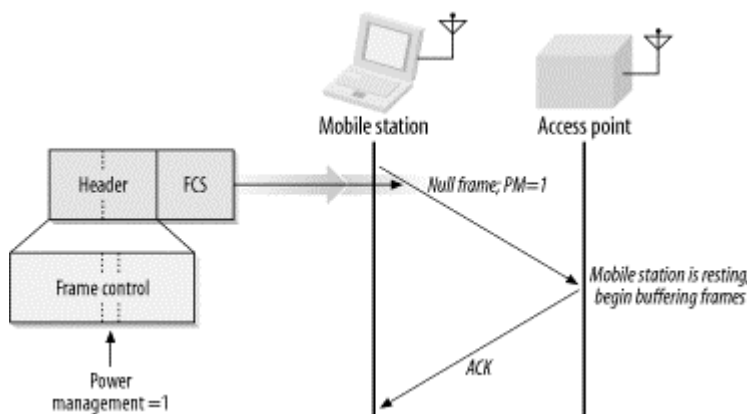 Mobile station
Access point
Header
FCS
Null frame; PM=1
Frame control
Mobile station is resting,
begin buffering frames
Power
management =1
ACK